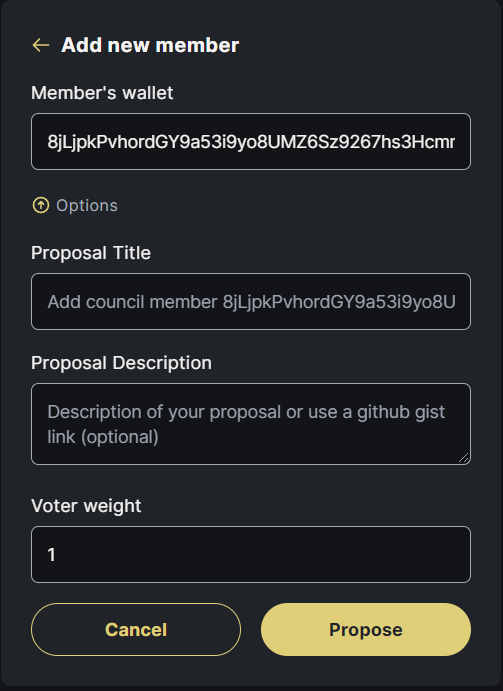 Add new member
Member's wallet
8jLjpkPvhordGY9a53i9yo8UMZ6Sz9267hs3Hcmr
Options
Proposal Title
Add council member 8jLjpkPvhordGY9a53i9yo8U
Proposal Description
Description of your proposal or use a github gist
link (optional)
Voter weight
1
Cancel
Propose